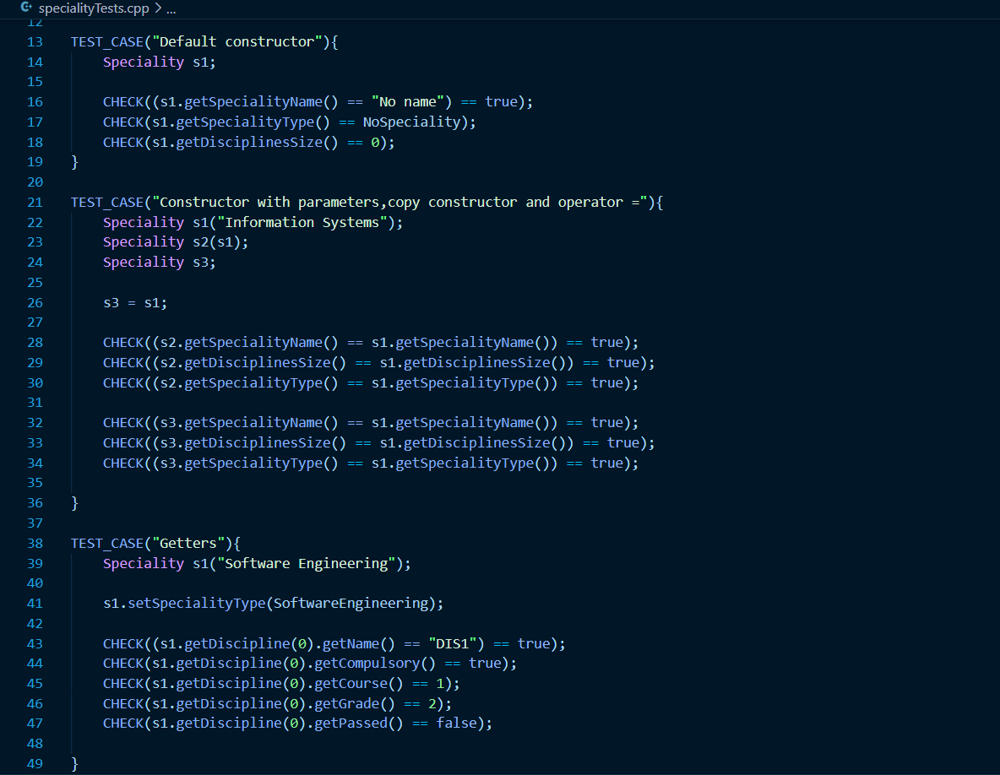 specialityTests.cpp > ...
12
13 TEST_CASE("Default constructor"){
14     Speciality s1;
15
16     CHECK((s1.getSpecialityName() == "No name") == true);
17     CHECK(s1.getSpecialityType() == NoSpeciality);
18     CHECK(s1.getDisciplinesSize() == 0);
19 }
20
21 TEST_CASE("Constructor with parameters,copy constructor and operator ="){
22     Speciality s1("Information Systems");
23     Speciality s2(s1);
24     Speciality s3;
25
26     s3 = s1;
27
28     CHECK((s2.getSpecialityName() == s1.getSpecialityName()) == true);
29     CHECK((s2.getDisciplinesSize() == s1.getDisciplinesSize()) == true);
30     CHECK((s2.getSpecialityType() == s1.getSpecialityType()) == true);
31
32     CHECK((s3.getSpecialityName() == s1.getSpecialityName()) == true);
33     CHECK((s3.getDisciplinesSize() == s1.getDisciplinesSize()) == true);
34     CHECK((s3.getSpecialityType() == s1.getSpecialityType()) == true);
35
36 }
37
38 TEST_CASE("Getters"){
39     Speciality s1("Software Engineering");
40
41     s1.setSpecialityType(SoftwareEngineering);
42
43     CHECK((s1.getDiscipline(0).getName() == "DIS1") == true);
44     CHECK(s1.getDiscipline(0).getCompulsory() == true);
45     CHECK(s1.getDiscipline(0).getCourse() == 1);
46     CHECK(s1.getDiscipline(0).getGrade() == 2);
47     CHECK(s1.getDiscipline(0).getPassed() == false);
48
49 }